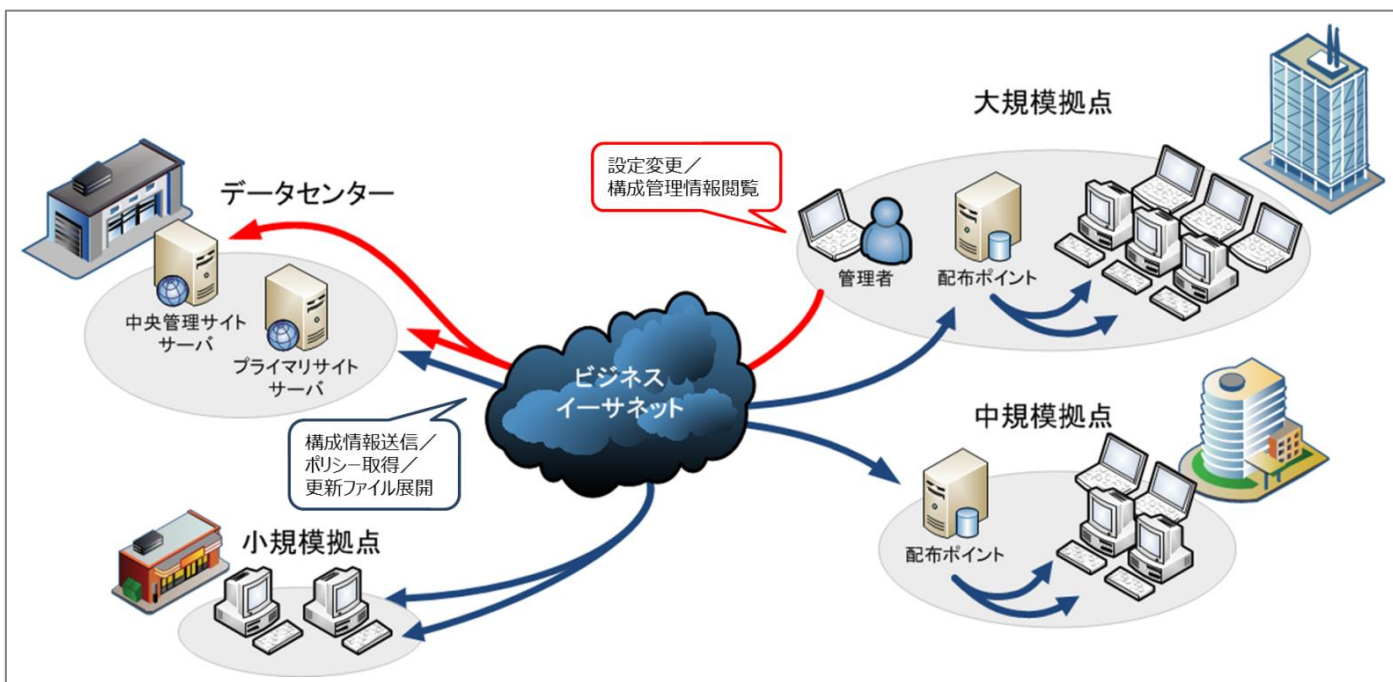 大規模拠点
設定変更／
構成管理情報閲覧
データセンター
管理者
配布ポイント
中央管理サイト
サーバ
プライマリサイト
サーバ
ビジネス
イーサネット
中規模拠点
構成情報送信／
ポリシー取得／
更新ファイル展開
配布ポイント
小規模拠点